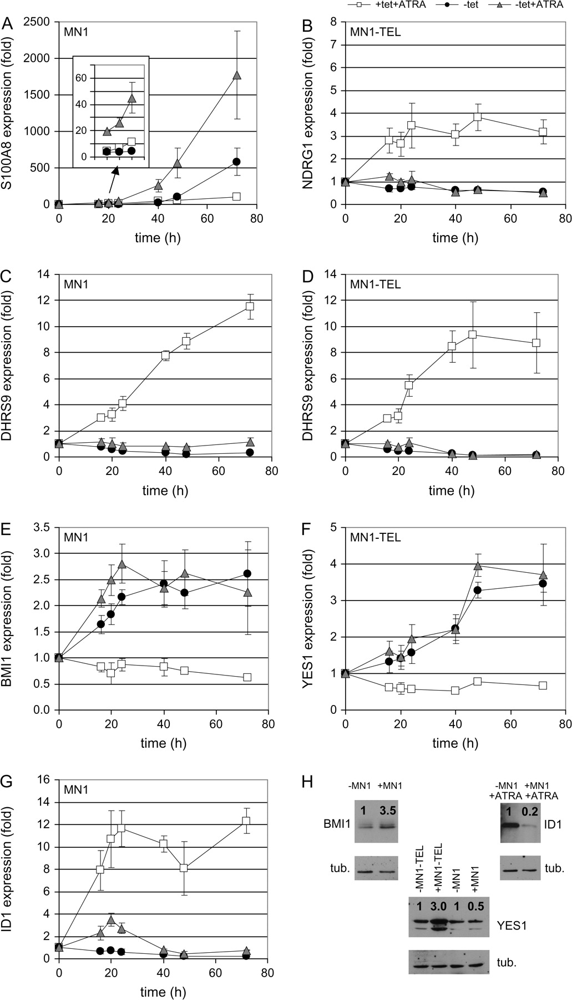 +tet+ATRA -tet -tet+ATRA
A
MN1
S100A8 expression (fold)
2500
2000
1500
1000
500
0
60
40
20
0
0 20 40 60 80
time (h)
B
MN1-TEL
NDRG1 expression (fold)
8
7
6
5
4
3
2
1
0
0 20 40 60 80
time (h)
C
MN1
DHRS9 expression (fold)
14
12
10
8
6
4
2
0
0 20 40 60 80
time (h)
D
MN1-TEL
DHRS9 expression (fold)
14
12
10
8
6
4
2
0
0 20 40 60 80
time (h)
E
MN1
BMI1 expression (fold)
3.5
3.0
2.5
2.0
1.5
1.0
0.5
0.0
0 20 40 60 80
time (h)
F
MN1-TEL
YES1 expression (fold)
5
4
3
2
1
0
0 20 40 60 80
time (h)
G
MN1
ID1 expression (fold)
16
14
12
10
8
6
4
2
0
0 20 40 60 80
time (h)
H
-MN1 +MN1
1 3.5
BMI1
tub.
-MN1 +MN1
+ATRA +ATRA
1 0.2
ID1
tub.
-MN1-TEL
+MN1-TEL
-MN1
+MN1
1 3.0 1 0.5
YES1
tub.